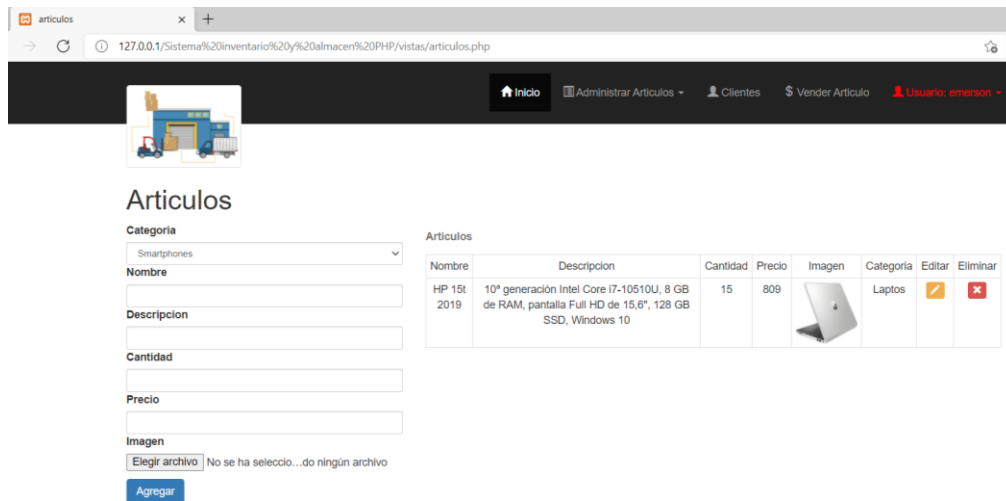 articulos
127.0.0.1/Sistema%20inventario%20y%20almacen%20PHP/vistas/articulos.php
Inicio Administrar Articulos Clientes $ Vender Articulo Usuario: emerson
Articulos
Categoria
Smartphones
Nombre
Descripcion
Cantidad
Precio
Imagen
Elegir archivo No se ha seleccio...do ningún archivo
Agregar
Articulos
Nombre Descripcion Cantidad Precio Imagen Categoria Editar Eliminar
HP 15t 10ª generación Intel Core i7-10510U, 8 GB 15 809 Laptos
2019 de RAM, pantalla Full HD de 15,6", 128 GB
SSD, Windows 10